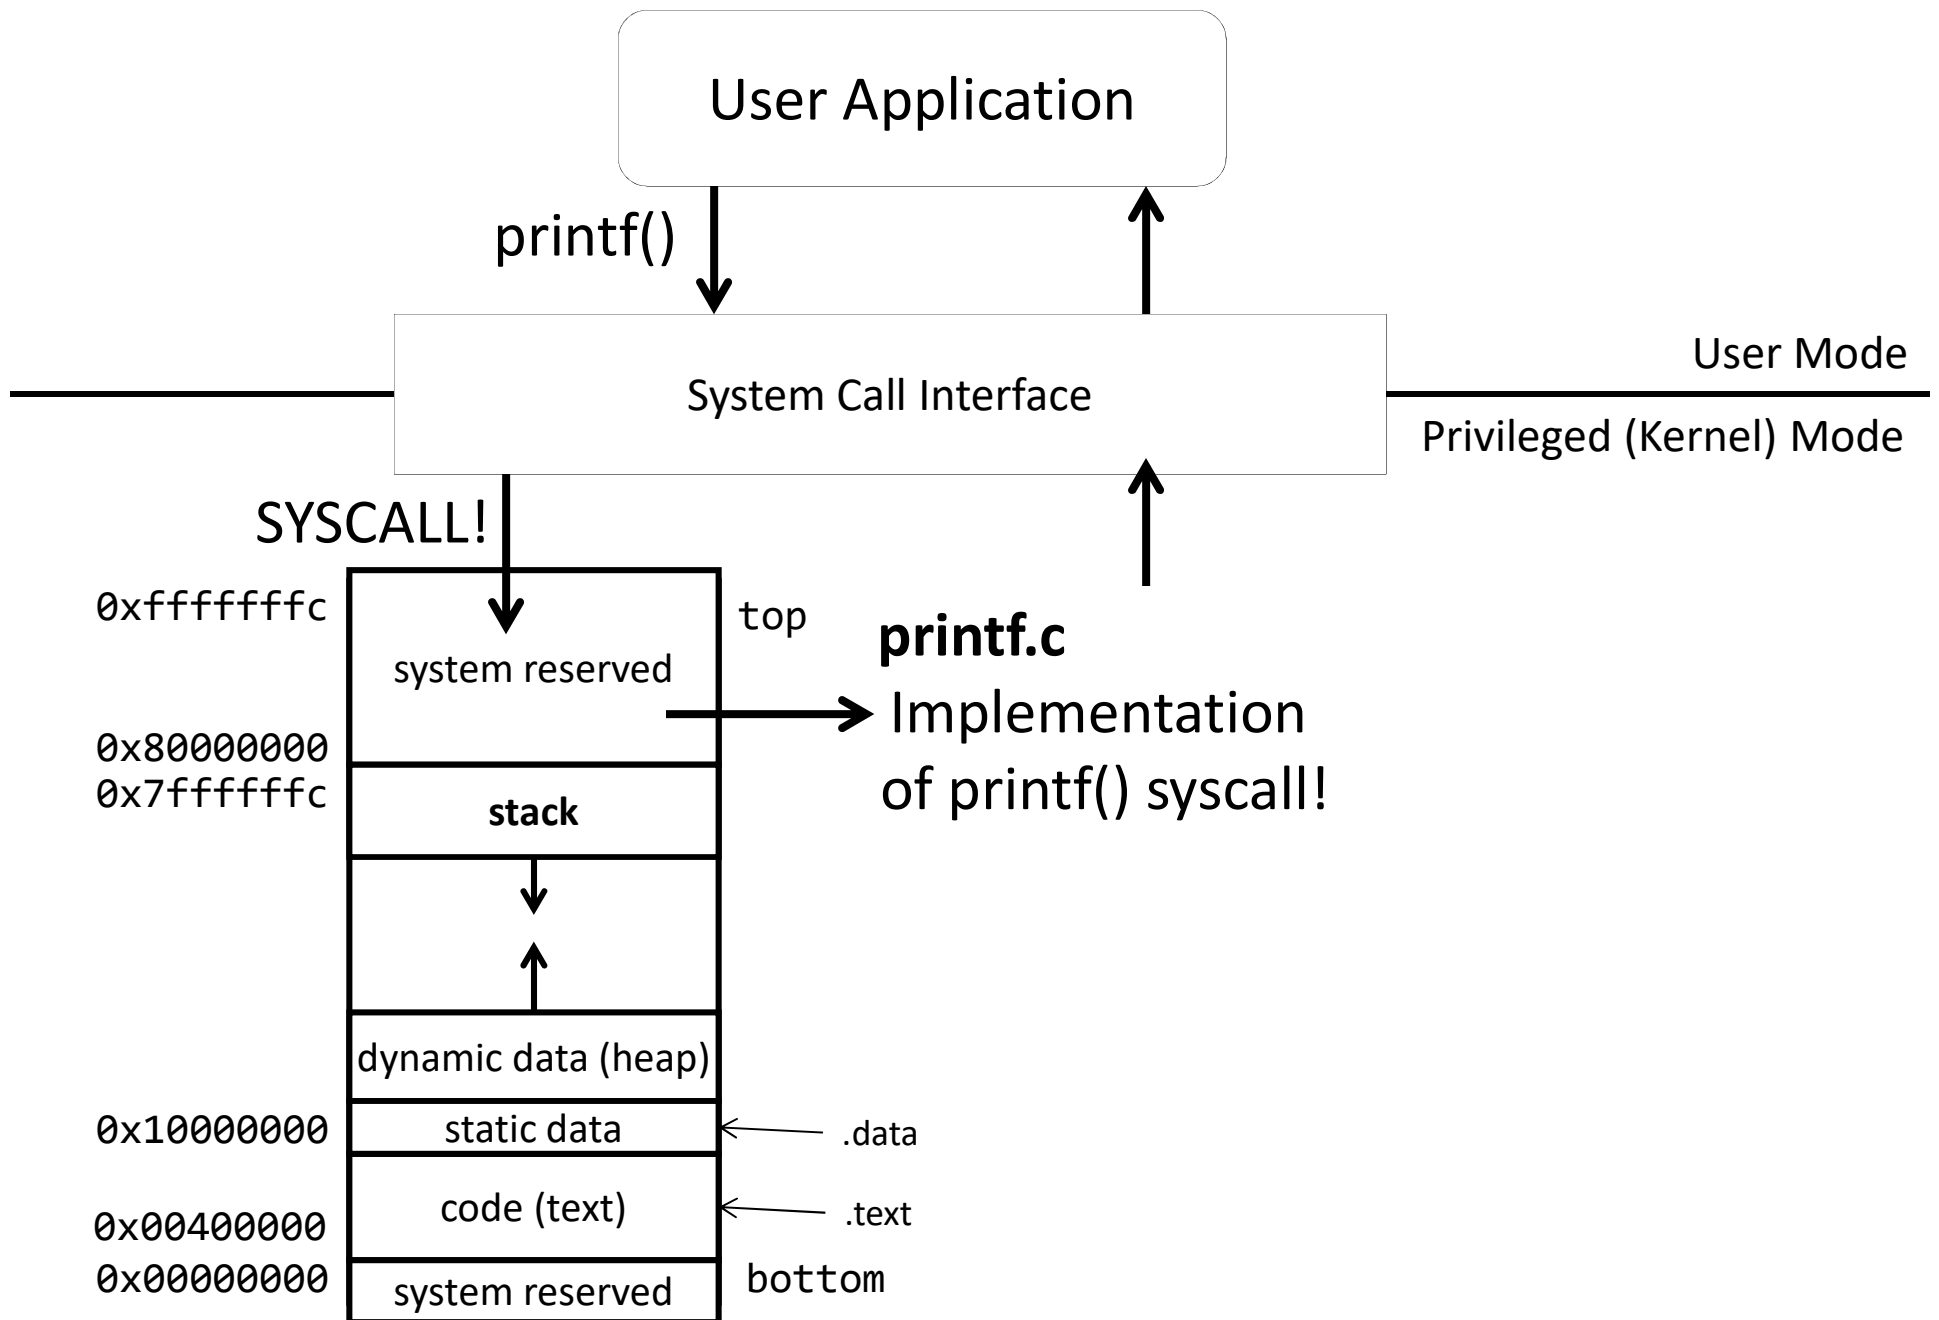 User Application
printf()
System Call Interface
User Mode
Privileged (Kernel) Mode
SYSCALL!
0xfffffffc
top
system reserved
printf.c
Implementation
of printf() syscall!
0x80000000
0x7ffffffc
stack
dynamic data (heap)
0x10000000
static data
.data
code (text)
.text
0x00400000
0x00000000
system reserved
bottom